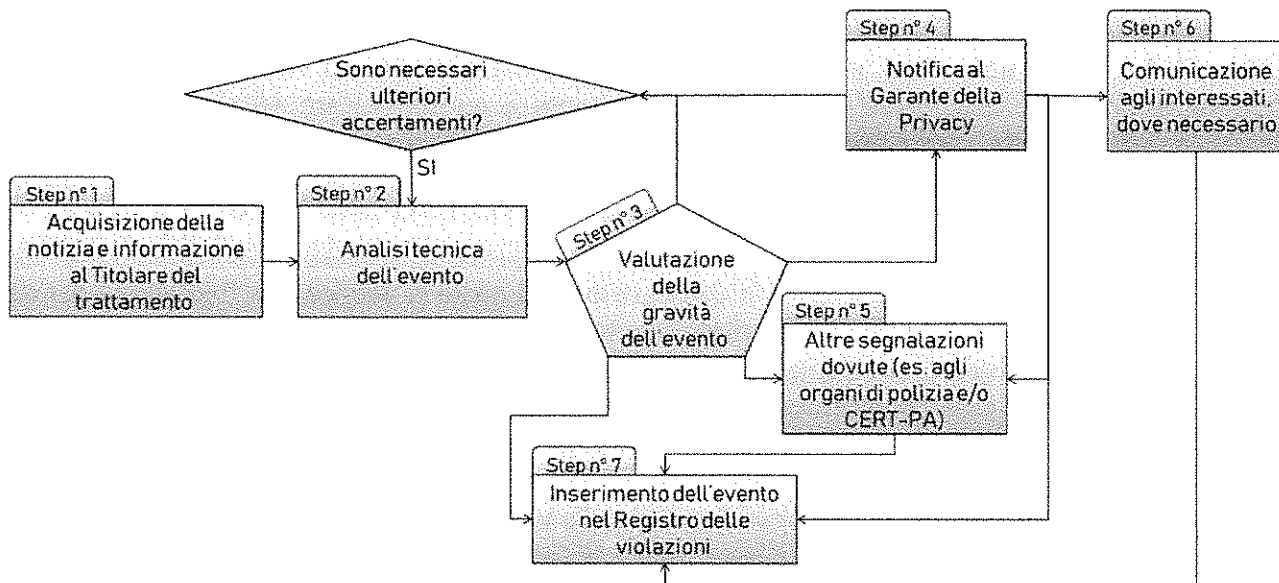 Step n° 1
Acquisizione della
notizia e informazione
al Titolare del
trattamento
Step n° 2
Analisi tecnica
dell'evento
Sono necessari
ulteriori
accertamenti?
SI
Step n° 3
Valutazione
della
gravità
dell'evento
Step n° 4
Notifica al
Garante della
Privacy
Step n° 5
Altre segnalazioni
dovute (es. agli
organi di polizia e/o
CERT-PA)
Step n° 6
Comunicazione
agli interessati,
dove necessario
Step n° 7
Inserimento dell'evento
nel Registro delle
violazioni